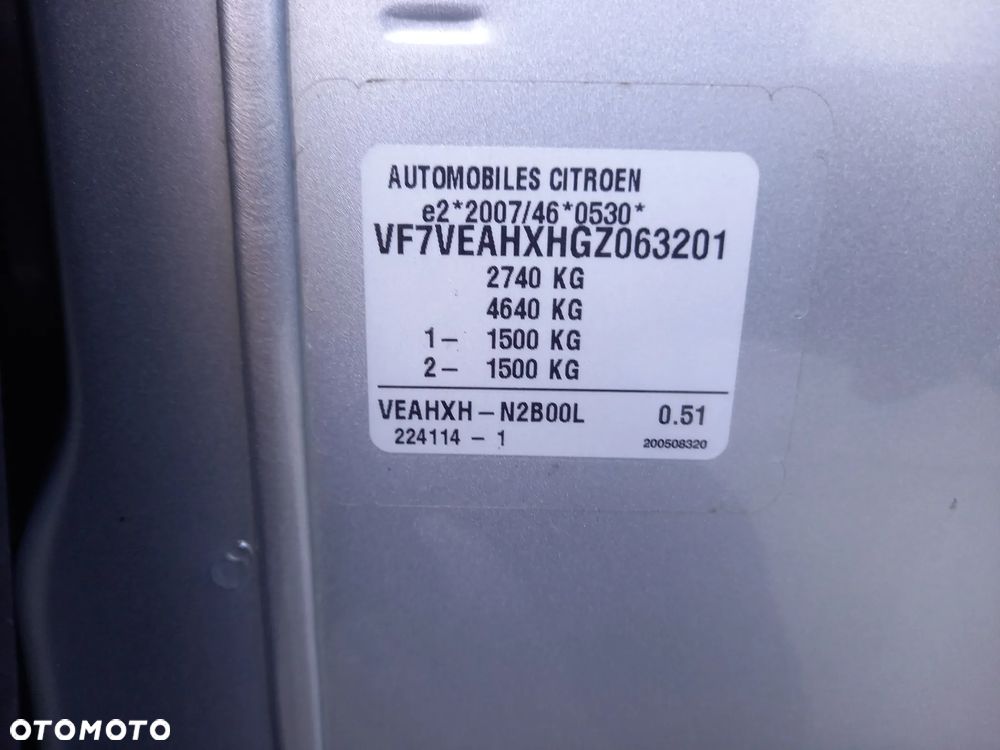 AUTOMOBILES CITROEN
e2*2007/46*0530*
VF7VEAHXHGZ063201
2740 KG
4640 KG
1- 1500 KG
2- 1500 KG
VEAHXH-N2B00L 0.51
224114 - 1 200508320
OTOMOTO